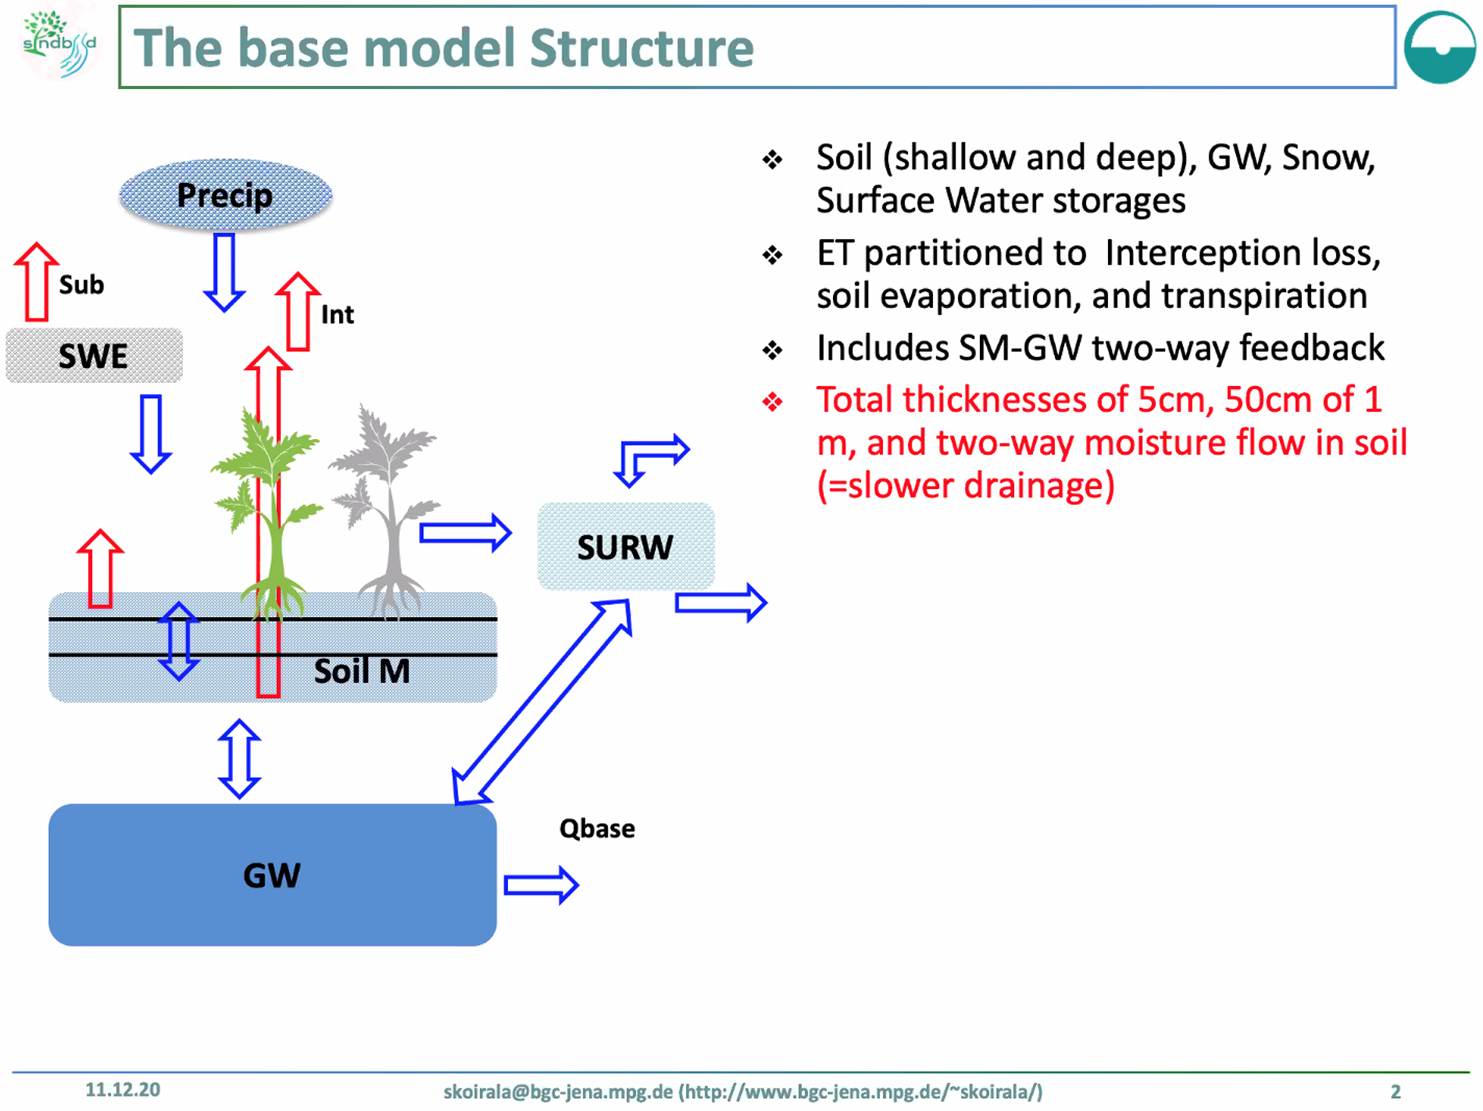 sindbad
The base model Structure
Precip
Sub
Int
SWE
SURW
Soil M
Qbase
GW
Soil (shallow and deep), GW, Snow,
Surface Water storages
ET partitioned to  Interception loss,
soil evaporation, and transpiration
Includes SM-GW two-way feedback
Total thicknesses of 5cm, 50cm of 1
m, and two-way moisture flow in soil
(=slower drainage)
11.12.20
skoirala@bgc-jena.mpg.de (http://www.bgc-jena.mpg.de/~skoirala/)
2